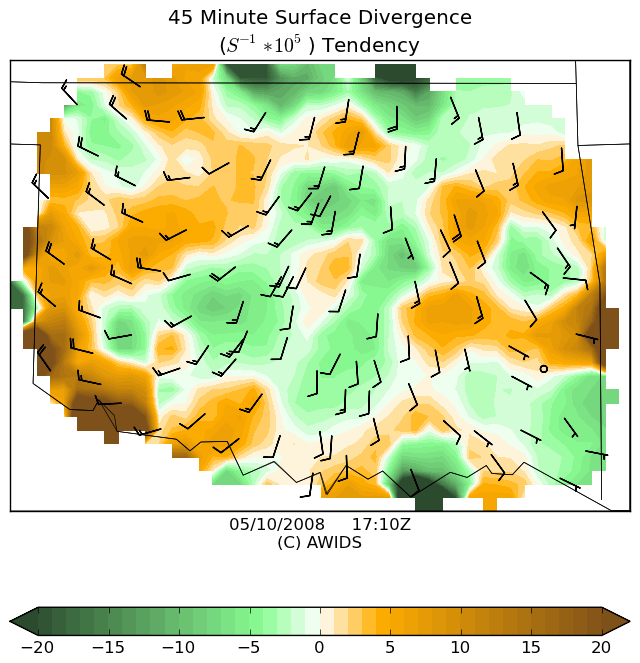 45 Minute Surface Divergence
(S⁻¹ * 10⁵ ) Tendency
05/10/2008 17:10Z
(C) AWIDS
−20 −15 −10 −5 0 5 10 15 20